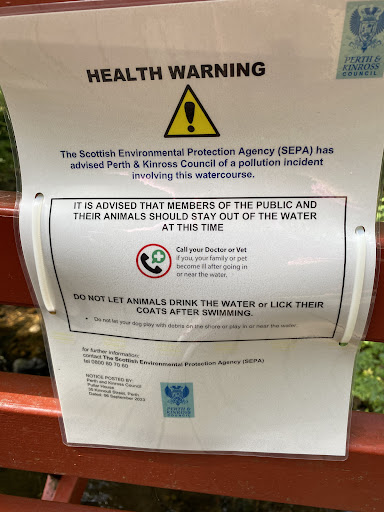 PERTH &
KINROSS
COUNCIL
HEALTH WARNING
The Scottish Environmental Protection Agency (SEPA) has
advised Perth & Kinross Council of a pollution incident
involving this watercourse.
IT IS ADVISED THAT MEMBERS OF THE PUBLIC AND
THEIR ANIMALS SHOULD STAY OUT OF THE WATER
AT THIS TIME
Call your Doctor or Vet
if you, your family or pet
become ill after going in
or near the water.
DO NOT LET ANIMALS DRINK THE WATER or LICK THEIR
COATS AFTER SWIMMING.
• Do not let your dog play with debris on the shore or play in or near the water.
for further information:
contact The Scottish Environmental Protection Agency (SEPA)
tel 0800 80 70 60
NOTICE POSTED BY:
Perth and Kinross Council
Pullar House
35 Kinnoull Street, Perth
Dated: 06 September 2023
PERTH &
KINROSS
COUNCIL